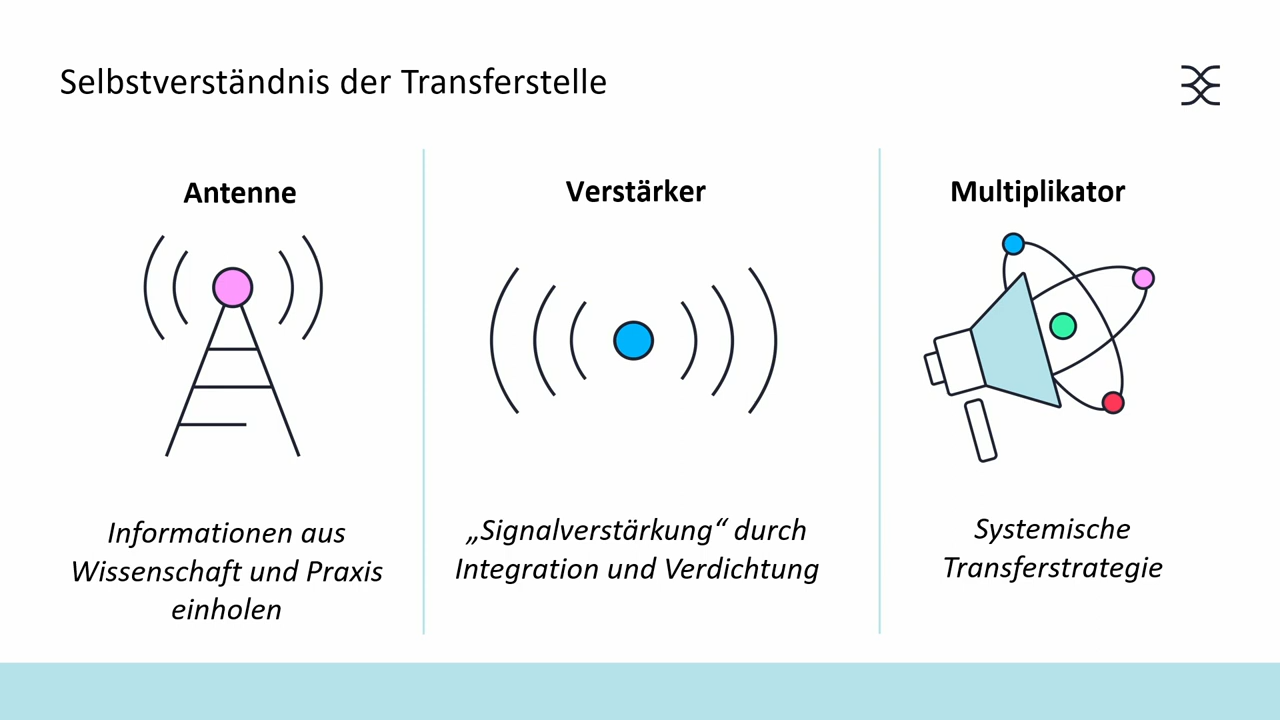 Selbstverständnis der Transferstelle
Antenne
Informationen aus
Wissenschaft und Praxis
einholen
Verstärker
„Signalverstärkung“ durch
Integration und Verdichtung
Multiplikator
Systemische
Transferstrategie